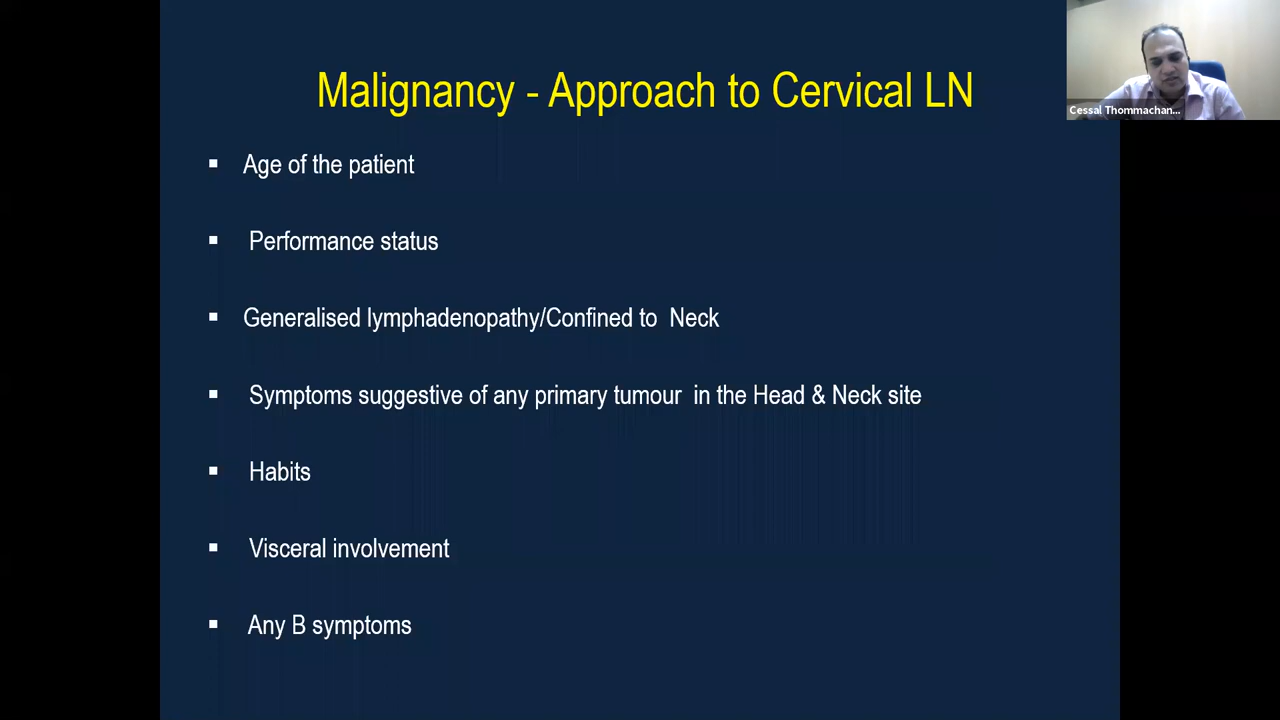 Malignancy - Approach to Cervical LN
Cessal Thommachan...
▪ Age of the patient
▪ Performance status
▪ Generalised lymphadenopathy/Confined to Neck
▪ Symptoms suggestive of any primary tumour in the Head & Neck site
▪ Habits
▪ Visceral involvement
▪ Any B symptoms